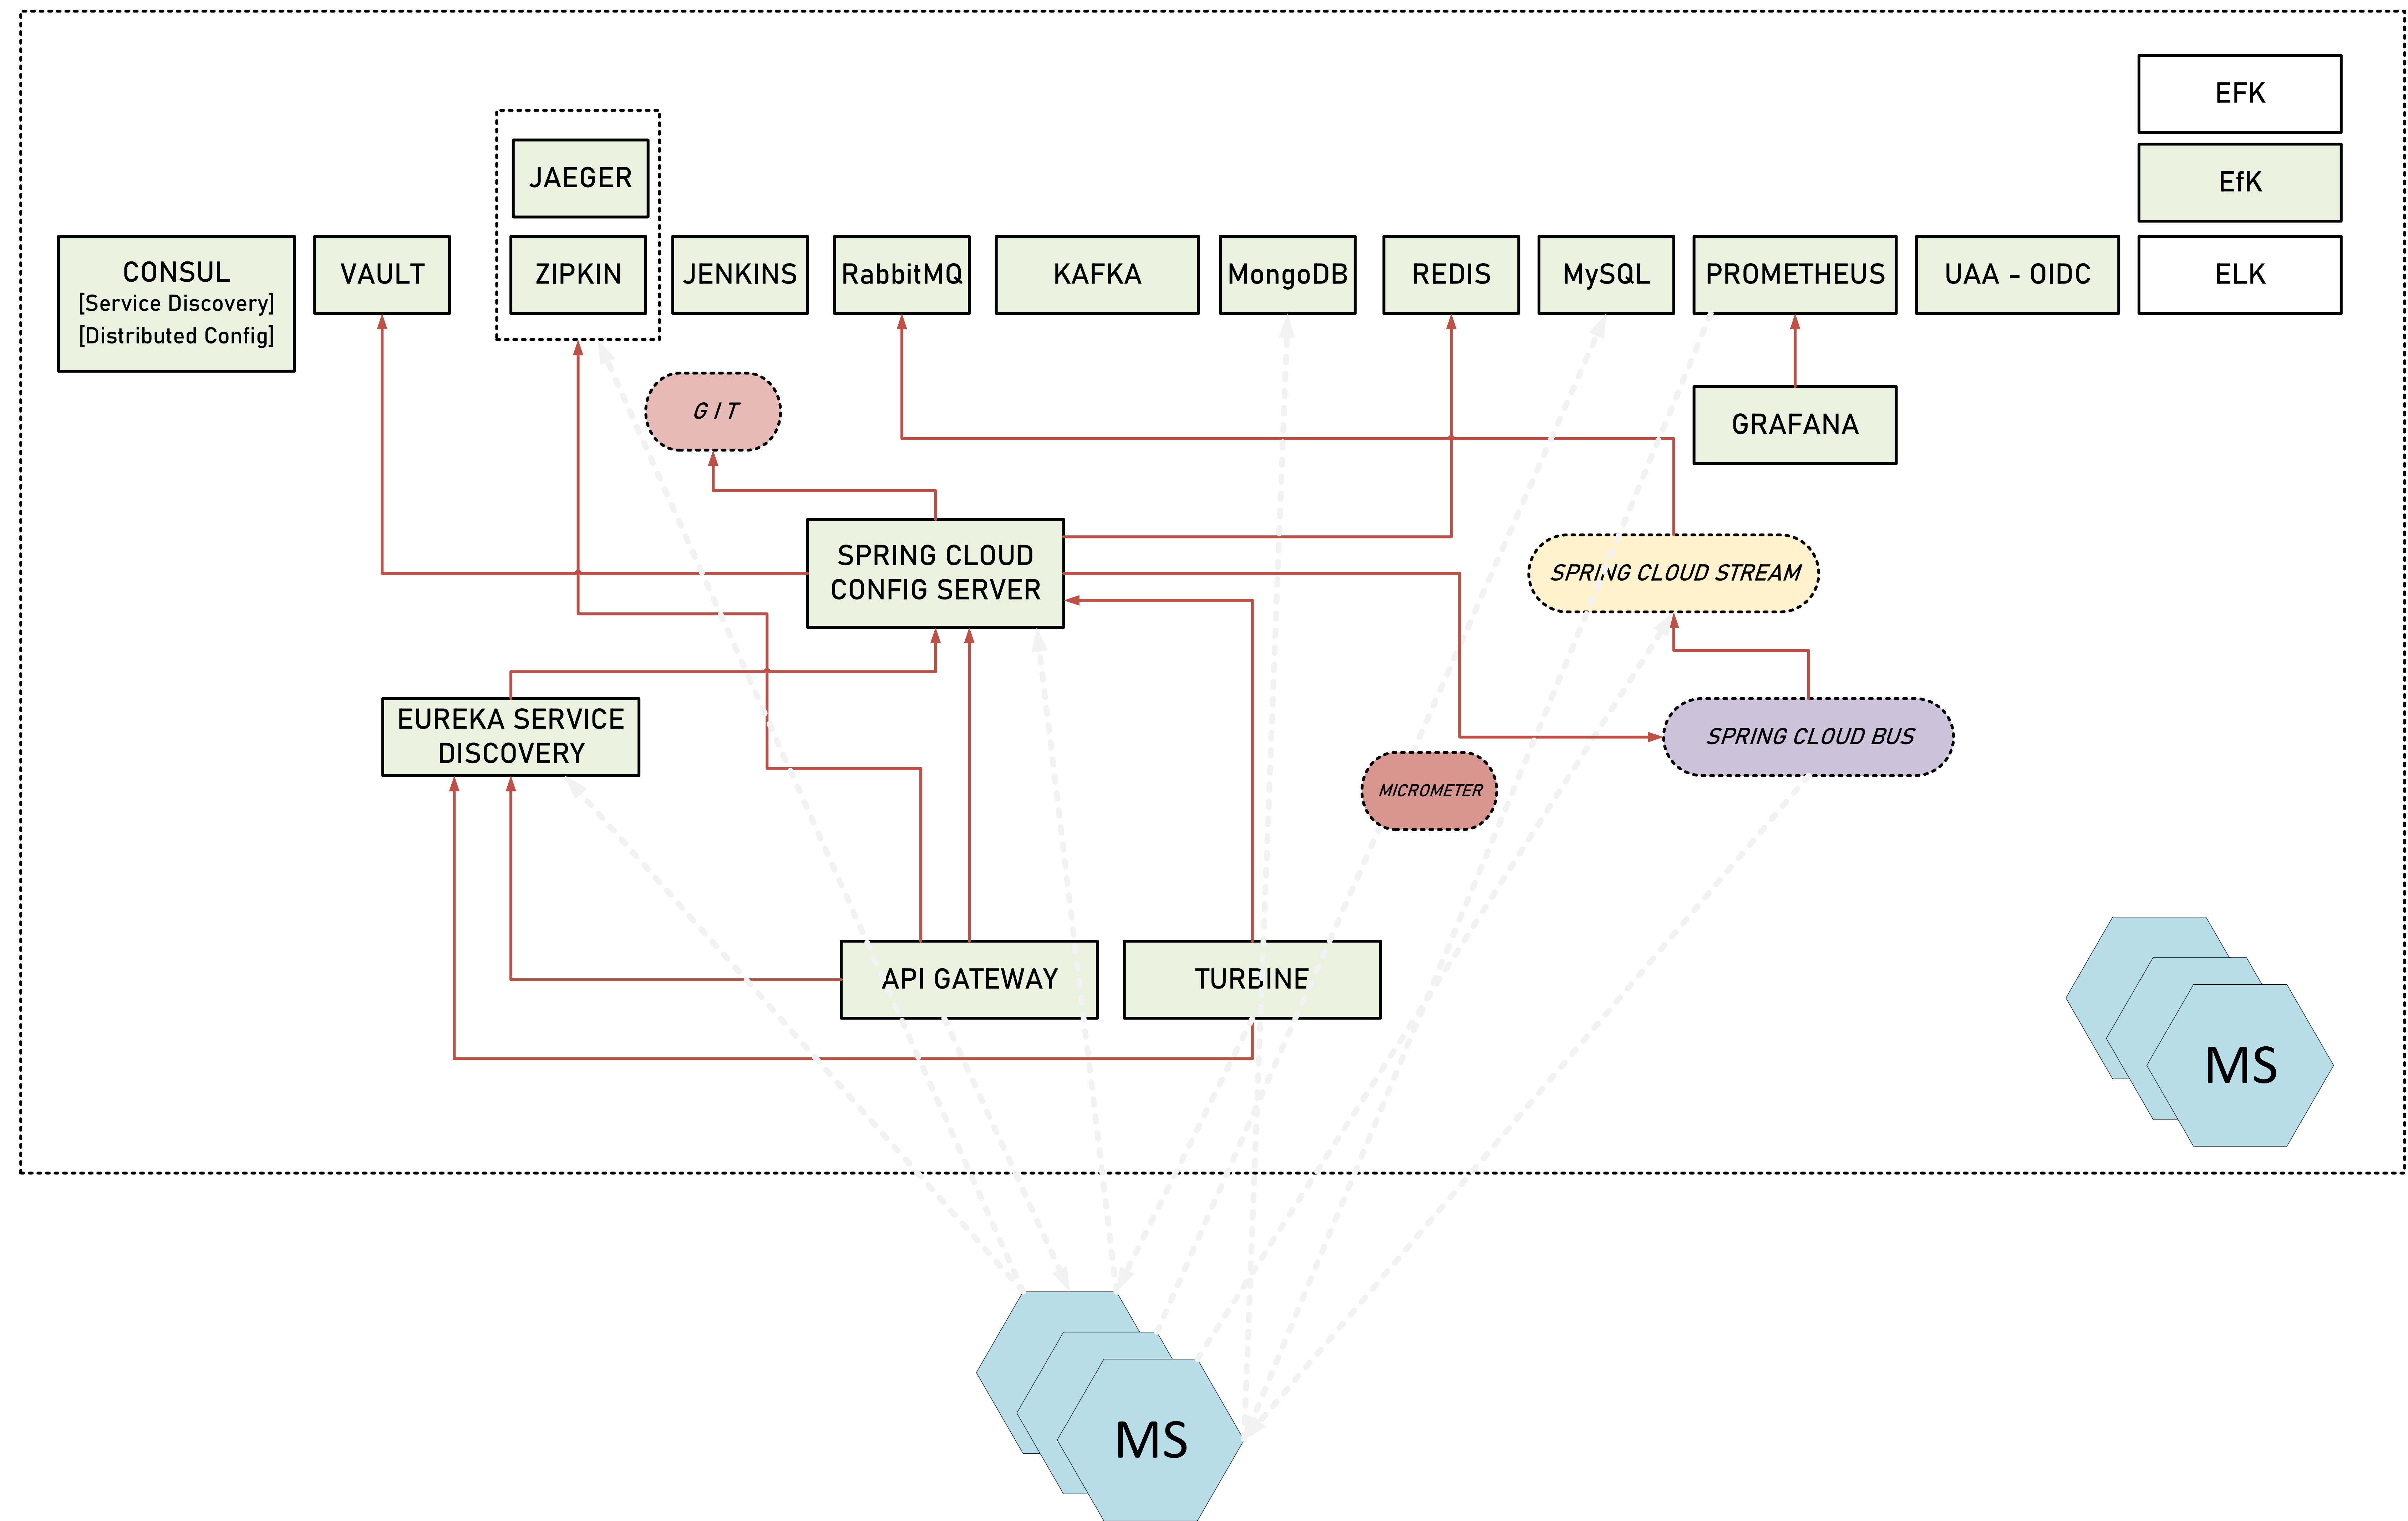 EFK
JAEGER
EfK
CONSUL
[Service Discovery]
[Distributed Config]
VAULT
ZIPKIN
JENKINS
RabbitMQ
KAFKA
MongoDB
REDIS
MySQL
PROMETHEUS
UAA - OIDC
ELK
GIT
GRAFANA
SPRING CLOUD
CONFIG SERVER
SPRING CLOUD STREAM
EUREKA SERVICE
DISCOVERY
SPRING CLOUD BUS
MICROMETER
API GATEWAY
TURBINE
MS
MS